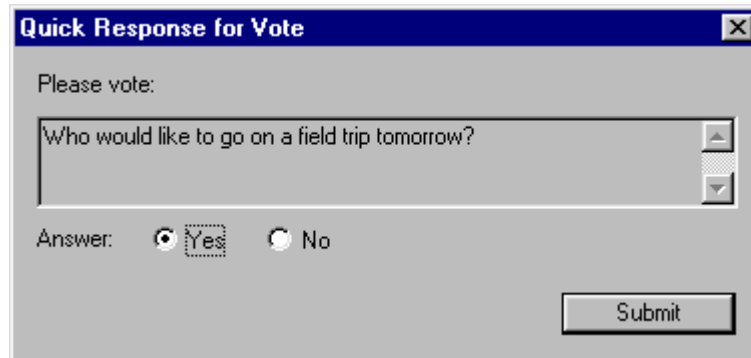 Quick Response for Vote
Please vote:
Who would like to go on a field trip tomorrow?
Answer: Yes No
Submit